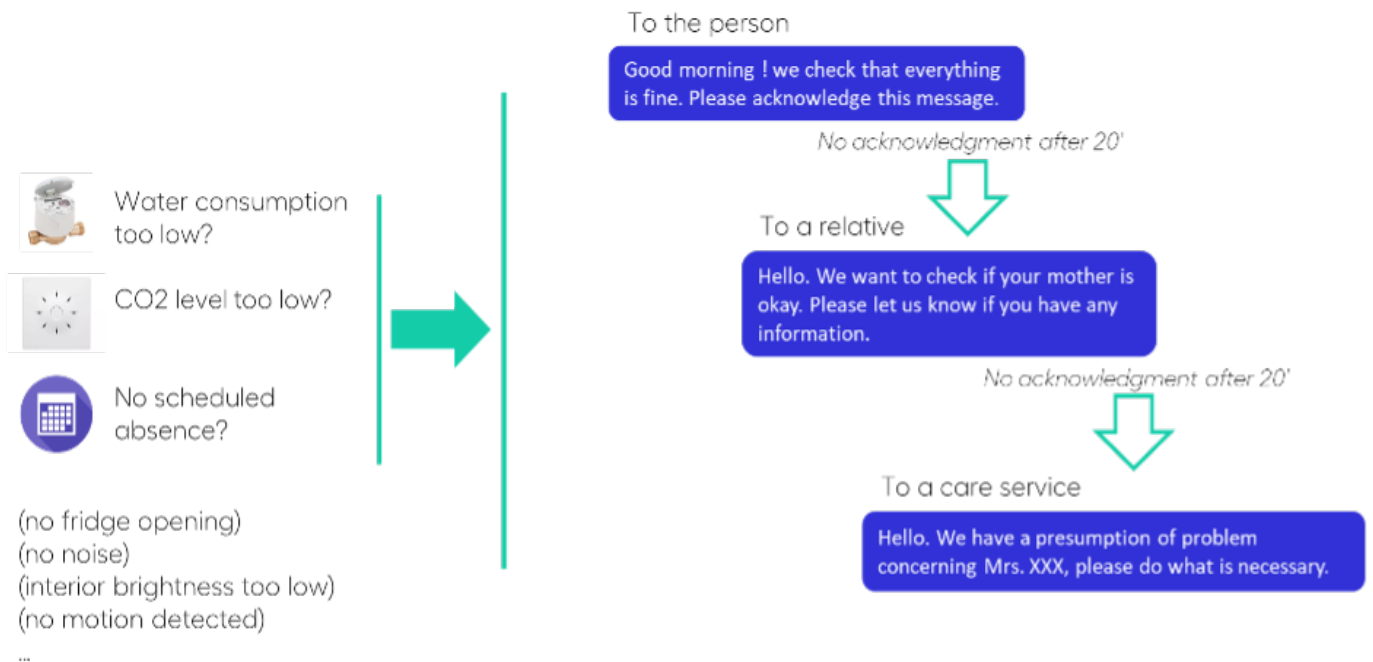 To the person
Good morning ! we check that everything
is fine. Please acknowledge this message.
No acknowledgment after 20'
To a relative
Hello. We want to check if your mother is
okay. Please let us know if you have any
information.
No acknowledgment after 20'
To a care service
Hello. We have a presumption of problem
concerning Mrs. XXX, please do what is necessary.
Water consumption
too low?
CO2 level too low?
No scheduled
absence?
(no fridge opening)
(no noise)
(interior brightness too low)
(no motion detected)
...